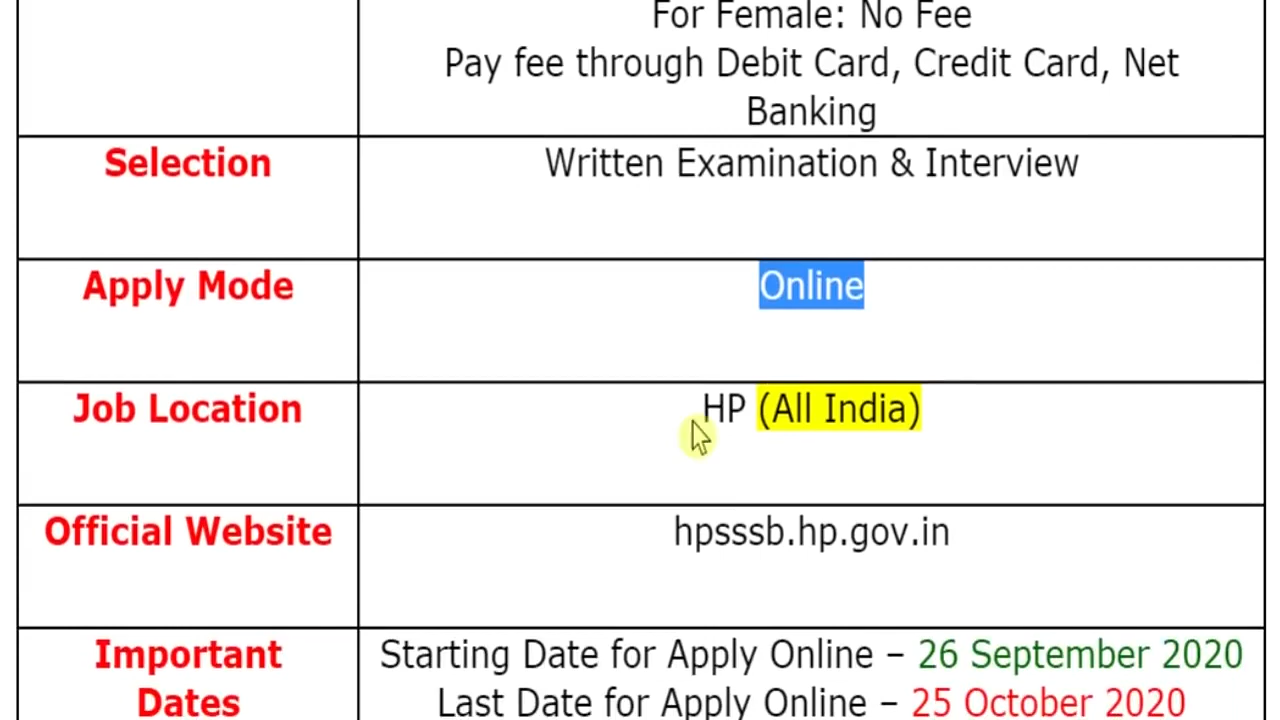 For Female: No Fee
Pay fee through Debit Card, Credit Card, Net
Banking
Selection
Written Examination & Interview
Apply Mode
Online
Job Location
HP (All India)
Official Website
hpsssb.hp.gov.in
Important
Dates
Starting Date for Apply Online – 26 September 2020
Last Date for Apply Online – 25 October 2020